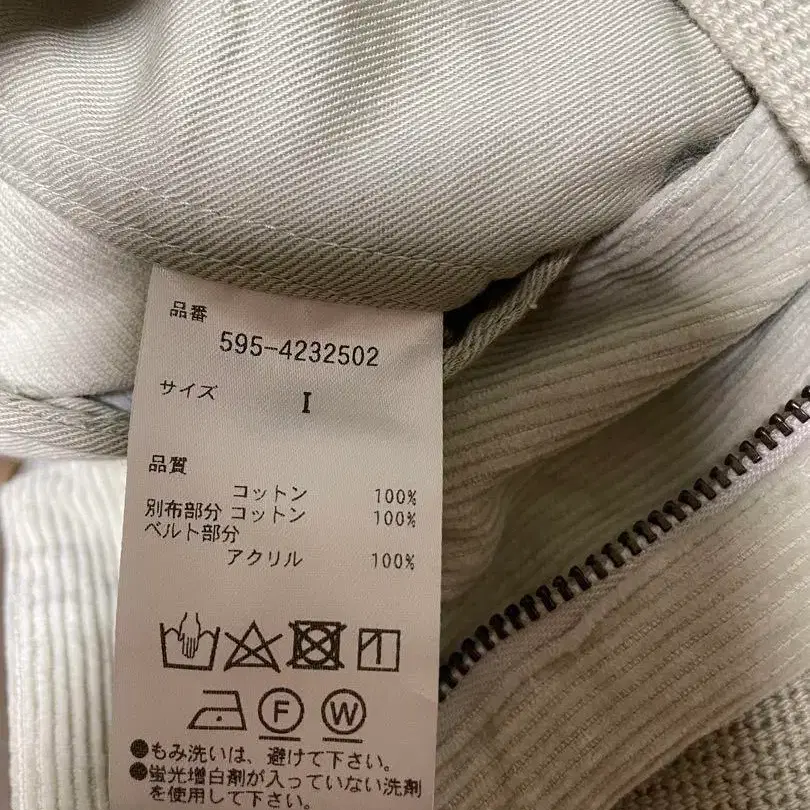 品番
595-4232502
サイズ
I
品質
コットン 100%
別布部分 コットン 100%
ベルト部分
アクリル 100%
F W
●もみ洗いは、避けて下さい。
●蛍光増白剤が入っていない洗剤
を使用して下さい。